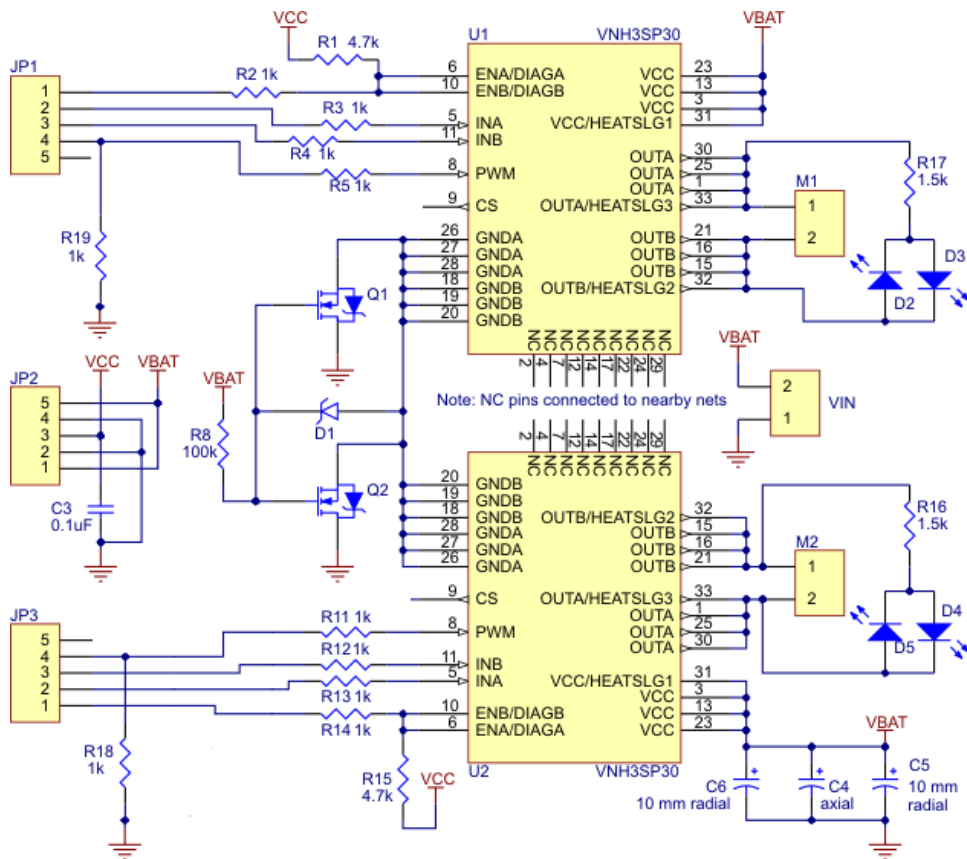 VCC
R1 4.7k
U1
VNH3SP30
VBAT
JP1
1
2
3
4
5
R2 1k
R3 1k
R4 1k
R5 1k
R19
1k
6
10
5
11
8
9
26
27
28
18
19
20
ENA/DIAGA
ENB/DIAGB
INA
INB
PWM
CS
GNDA
GNDA
GNDA
GNDB
GNDB
GNDB
VCC
VCC
VCC
VCC/HEATSLG1
OUTA
OUTA
OUTA
OUTA/HEATSLG3
OUTB
OUTB
OUTB
OUTB/HEATSLG2
23
13
3
31
30
25
1
33
21
16
15
32
NC
NC
NC
NC
NC
NC
NC
NC
NC
2
4
7
12
14
17
22
24
29
M1
1
2
R17
1.5k
D2
D3
Q1
D1
Q2
VBAT
R8
100k
VCC
VBAT
JP2
5
4
3
2
1
C3
0.1uF
Note: NC pins connected to nearby nets
VBAT
2
1
VIN
2
4
7
12
14
17
22
24
29
NC
NC
NC
NC
NC
NC
NC
NC
NC
20
19
18
28
27
26
9
8
11
5
10
6
GNDB
GNDB
GNDB
GNDA
GNDA
GNDA
CS
PWM
INB
INA
ENB/DIAGB
ENA/DIAGA
OUTB/HEATSLG2
OUTB
OUTB
OUTB
OUTA/HEATSLG3
OUTA
OUTA
OUTA
VCC/HEATSLG1
VCC
VCC
VCC
32
15
16
21
33
1
25
30
31
3
13
23
U2
VNH3SP30
M2
1
2
R16
1.5k
D5
D4
JP3
5
4
3
2
1
R11 1k
R12 1k
R13 1k
R14 1k
R18
1k
R15
4.7k
VCC
VBAT
C6
10 mm radial
C4
axial
C5
10 mm
radial